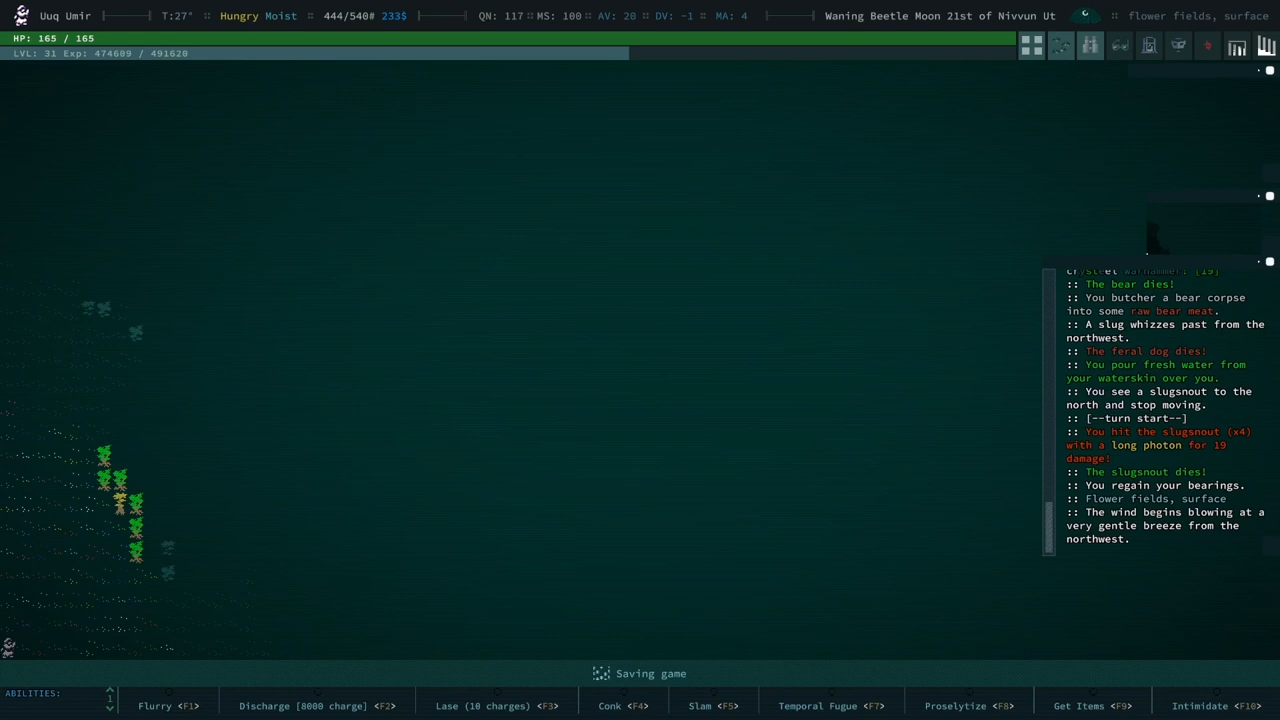 Uuq Umir T:27° :: Hungry Moist :: 444/540# 233$ QN: 117 :: MS: 100 :: AV: 20 :: DV: -1 :: MA: 4 Waning Beetle Moon 21st of Nivvun Ut :: flower fields, surface
HP: 165 / 165
LVL: 31 Exp: 474609 / 491620
crysteel warhammer! [19]
:: The bear dies!
:: You butcher a bear corpse
into some raw bear meat.
:: A slug whizzes past from the
northwest.
:: The feral dog dies!
:: You pour fresh water from
your waterskin over you.
:: You see a slugsnout to the
north and stop moving.
:: [--turn start--]
:: You hit the slugsnout (x4)
with a long photon for 19
damage!
:: The slugsnout dies!
:: You regain your bearings.
:: Flower fields, surface
:: The wind begins blowing at a
very gentle breeze from the
northwest.
Saving game
ABILITIES: 1 Flurry <F1> Discharge [8000 charge] <F2> Lase (10 charges) <F3> Conk <F4> Slam <F5> Temporal Fugue <F7> Proselytize <F8> Get Items <F9> Intimidate <F10>